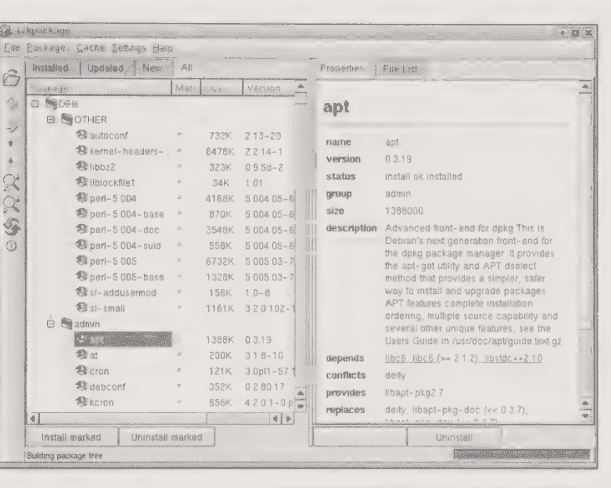 kpackage
File Package Cache Settings Help
Installed Updated New All
Mark Version
DEB
OTHER
autoconf 732K 2.13-20
kernel-headers-.. 8478K 2.2.14-1
libbz2 323K 0.9.5d-2
liblockfile1 34K 1.01
perl-5.004 4168K 5.004.05-6
perl-5.004-base 870K 5.004.05-6
perl-5.004-doc 3548K 5.004.05-6
perl-5.004-suid 558K 5.004.05-6
perl-5.005 6732K 5.005.03-7
perl-5.005-base 1328K 5.005.03-7
sl-addusermod 156K 1.0-8
sl-small 1161K 3.2.0102-1
admin
apt 1388K 0.3.19
at 200K 3.1.8-10
cron 121K 3.0pl1-57.1
debconf 352K 0.2.80.17
kcron 656K 4.2.0.1-0.p
Install marked Uninstall marked
Building package tree
Properties File List
apt
name apt
version 0.3.19
status install ok installed
group admin
size 1388000
description Advanced front-end for dpkg This is
Debian's next generation front-end for
the dpkg package manager. It provides
the apt-get utility and APT dselect
method that provides a simpler, safer
way to install and upgrade packages
APT features complete installation
ordering, multiple source capability and
several other unique features, see the
Users Guide in /usr/doc/apt/guide.text.gz
depends libc6, libc6 (>= 2.1.2), libstdc++2.10
conflicts deity
provides libapt-pkg2.7
replaces deity, libapt-pkg-doc (<< 0.3.7),
Uninstall